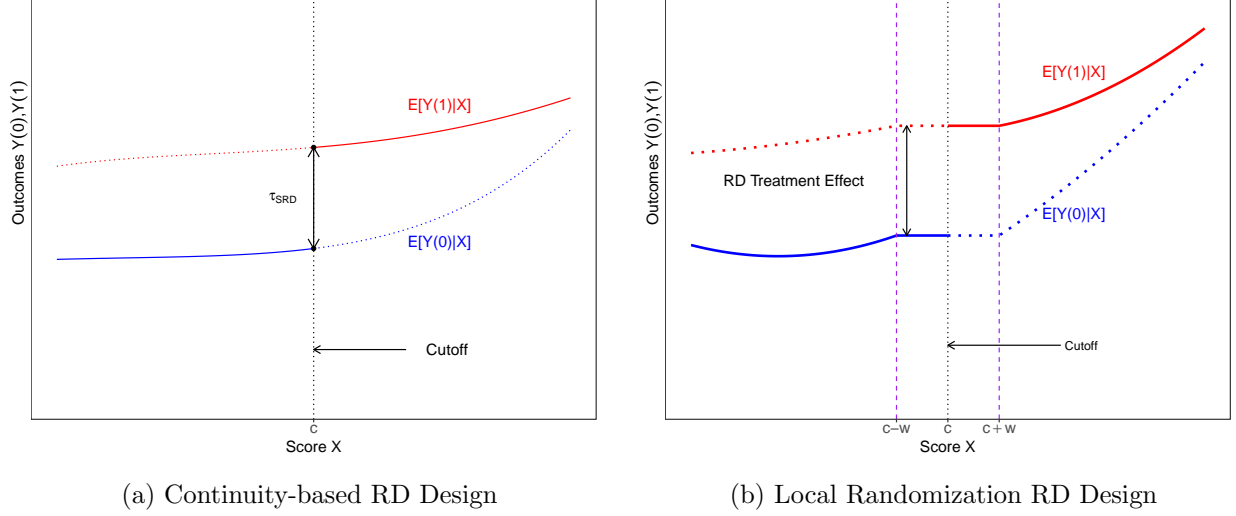 Outcomes Y(0),Y(1)
E[Y(1)|X]
τSRD
E[Y(0)|X]
Cutoff
c
Score X
(a) Continuity-based RD Design
Outcomes Y(0),Y(1)
E[Y(1)|X]
RD Treatment Effect
E[Y(0)|X]
Cutoff
c−w c c+w
Score X
(b) Local Randomization RD Design